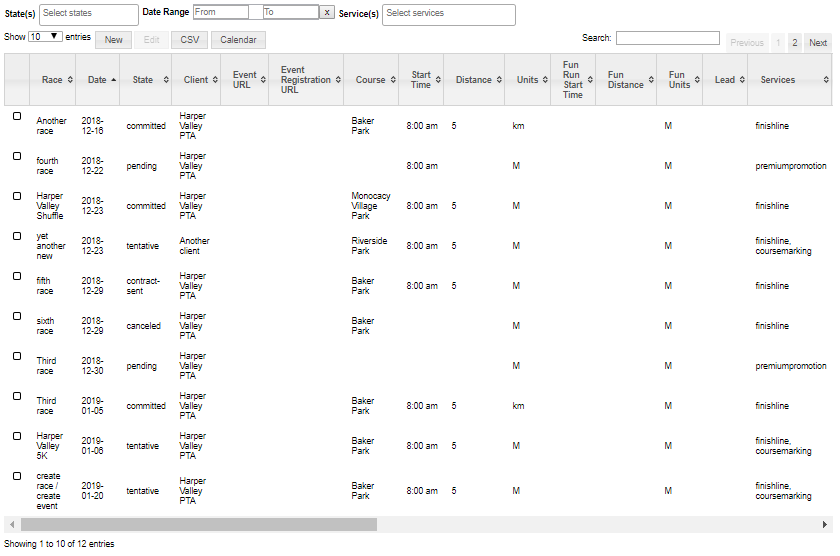 State(s) Select states Date Range From To x Service(s) Select services
Show 10 entries New Edit CSV Calendar Search: Previous 1 2 Next
Race Date State Client Event URL Event Registration URL Course Start Time Distance Units Fun Run Start Time Fun Distance Fun Units Lead Services
Another race 2018-12-16 committed Harper Valley PTA Baker Park 8:00 am 5 km M finishline
fourth race 2018-12-22 pending Harper Valley PTA 8:00 am M M premiumpromotion
Harper Valley Shuffle 2018-12-23 committed Harper Valley PTA Monocacy Village Park 8:00 am 5 M M finishline
yet another new 2018-12-23 tentative Another client Riverside Park 8:00 am 5 M M finishline, coursemarking
fifth race 2018-12-29 contract-sent Harper Valley PTA Baker Park 8:00 am 5 M M finishline
sixth race 2018-12-29 canceled Harper Valley PTA Baker Park M M finishline
Third race 2018-12-30 pending Harper Valley PTA M M premiumpromotion
Third race 2019-01-05 committed Harper Valley PTA Baker Park 8:00 am 5 km M finishline
Harper Valley 5K 2019-01-06 tentative Harper Valley PTA Baker Park 8:00 am 5 M M finishline, coursemarking
create race / create event 2019-01-20 tentative Harper Valley PTA Baker Park 8:00 am 5 M M finishline, coursemarking
Showing 1 to 10 of 12 entries